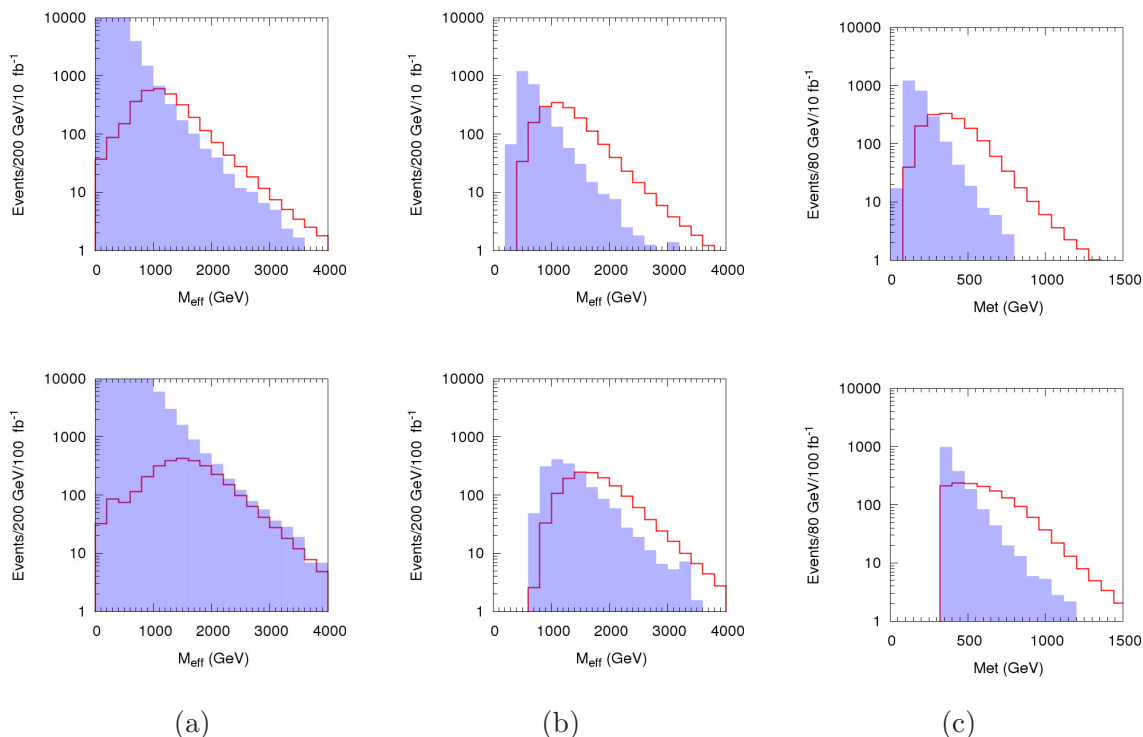 Events/200 GeV/10 fb⁻¹
10000
1000
100
10
1
0 1000 2000 3000 4000
M_eff (GeV)
Events/200 GeV/10 fb⁻¹
10000
1000
100
10
1
0 1000 2000 3000 4000
M_eff (GeV)
Events/80 GeV/10 fb⁻¹
10000
1000
100
10
1
0 500 1000 1500
Met (GeV)
Events/200 GeV/100 fb⁻¹
10000
1000
100
10
1
0 1000 2000 3000 4000
M_eff (GeV)
Events/200 GeV/100 fb⁻¹
10000
1000
100
10
1
0 1000 2000 3000 4000
M_eff (GeV)
Events/80 GeV/100 fb⁻¹
10000
1000
100
10
1
0 500 1000 1500
Met (GeV)
(a) (b) (c)